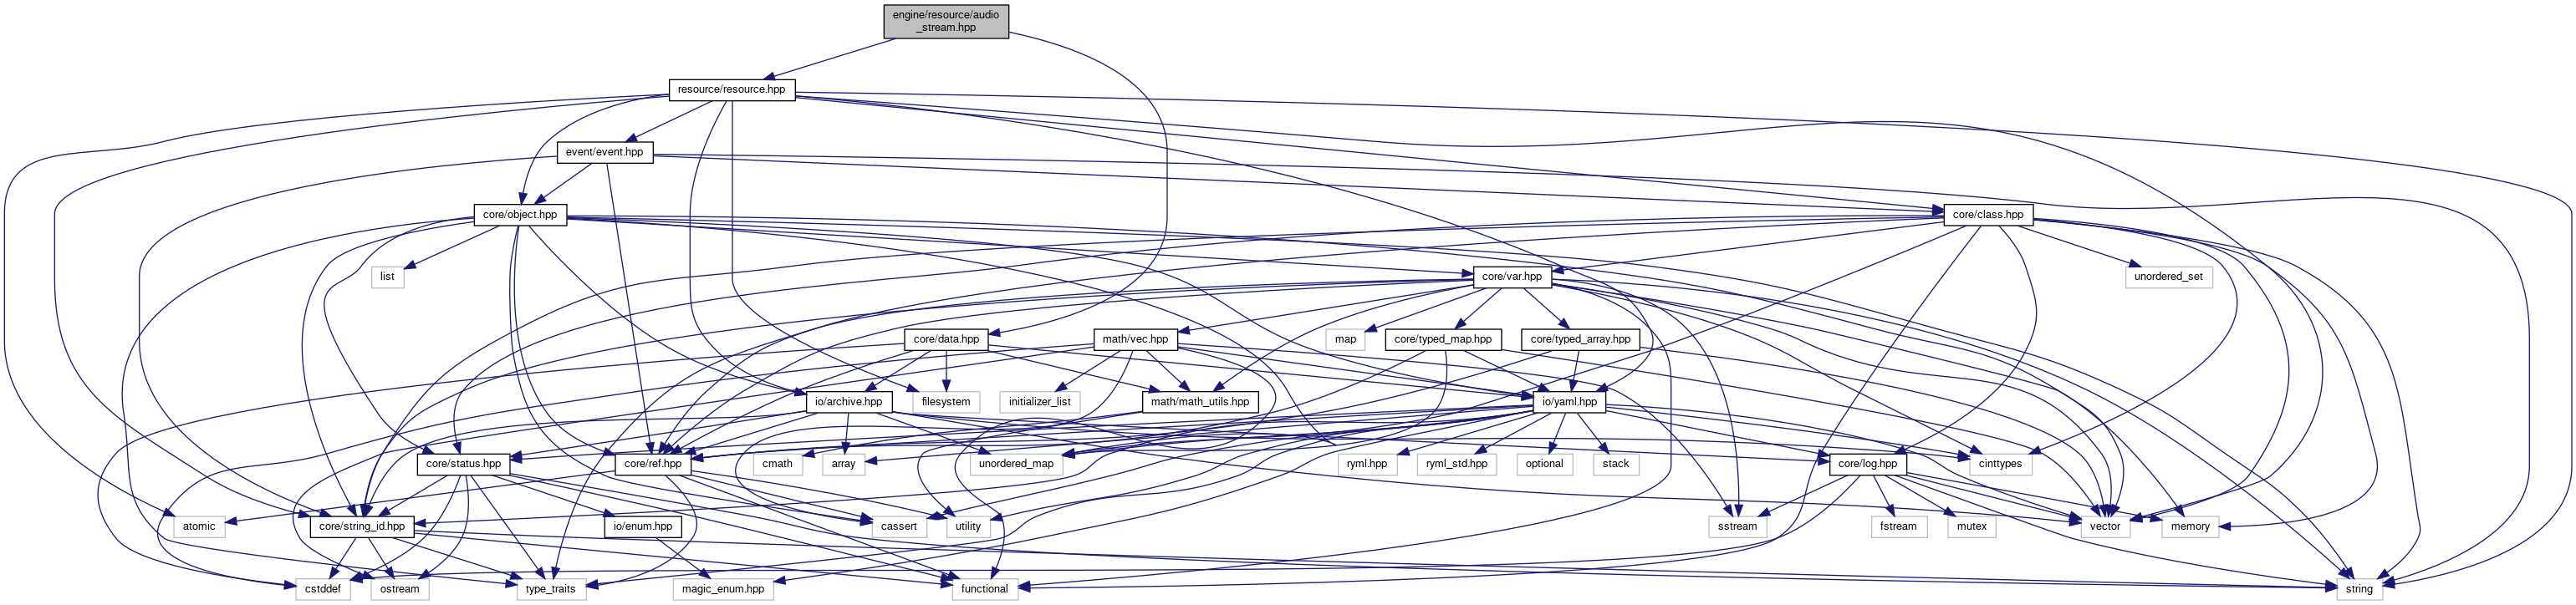 engine/resource/audio
_stream.hpp
resource/resource.hpp
event/event.hpp
core/object.hpp
core/class.hpp
list
core/var.hpp
unordered_set
core/data.hpp
math/vec.hpp
map
core/typed_map.hpp
core/typed_array.hpp
io/archive.hpp
filesystem
initializer_list
math/math_utils.hpp
io/yaml.hpp
core/status.hpp
core/ref.hpp
cmath
array
unordered_map
ryml.hpp
ryml_std.hpp
optional
stack
core/log.hpp
cinttypes
atomic
core/string_id.hpp
io/enum.hpp
cassert
utility
sstream
fstream
mutex
vector
memory
cstddef
ostream
type_traits
magic_enum.hpp
functional
string